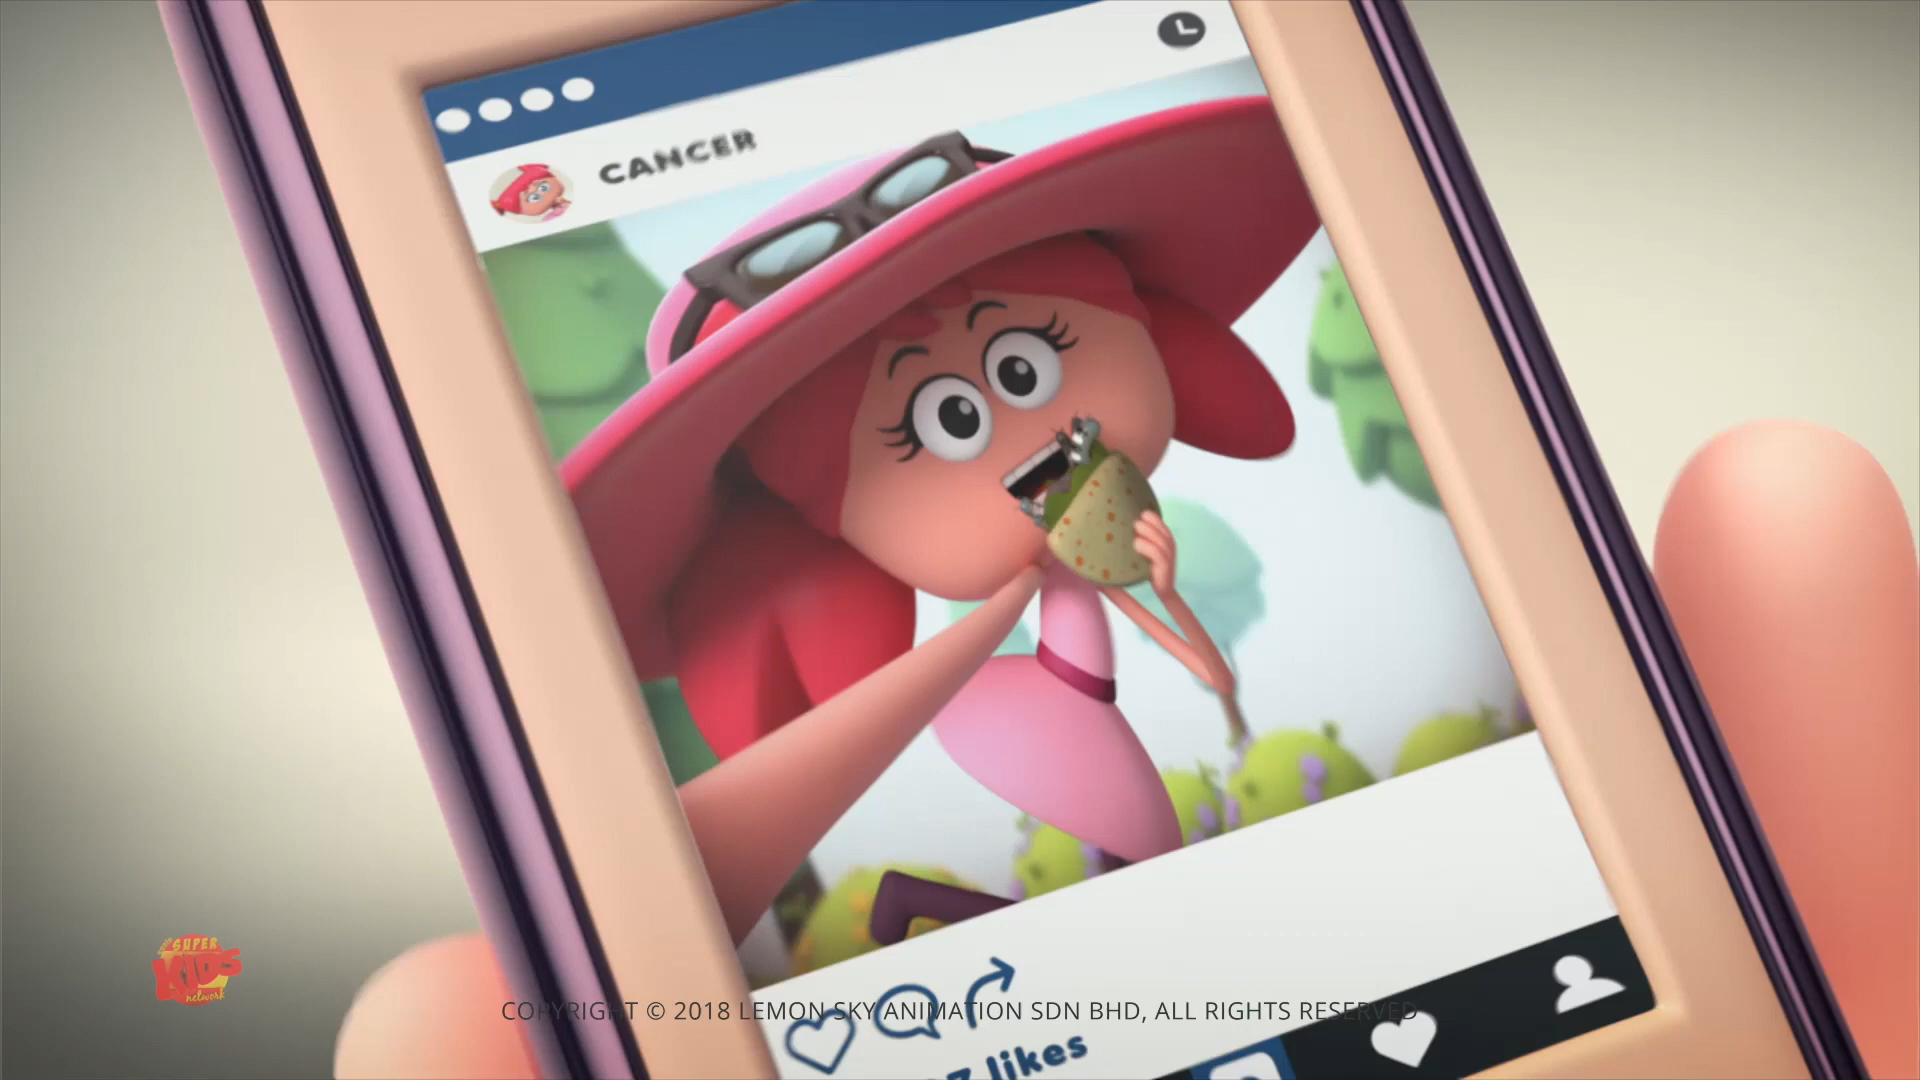 CANCER
SUPER
KIDS
network
COPYRIGHT © 2018 LEMON SKY ANIMATION SDN BHD, ALL RIGHTS RESERVED
likes